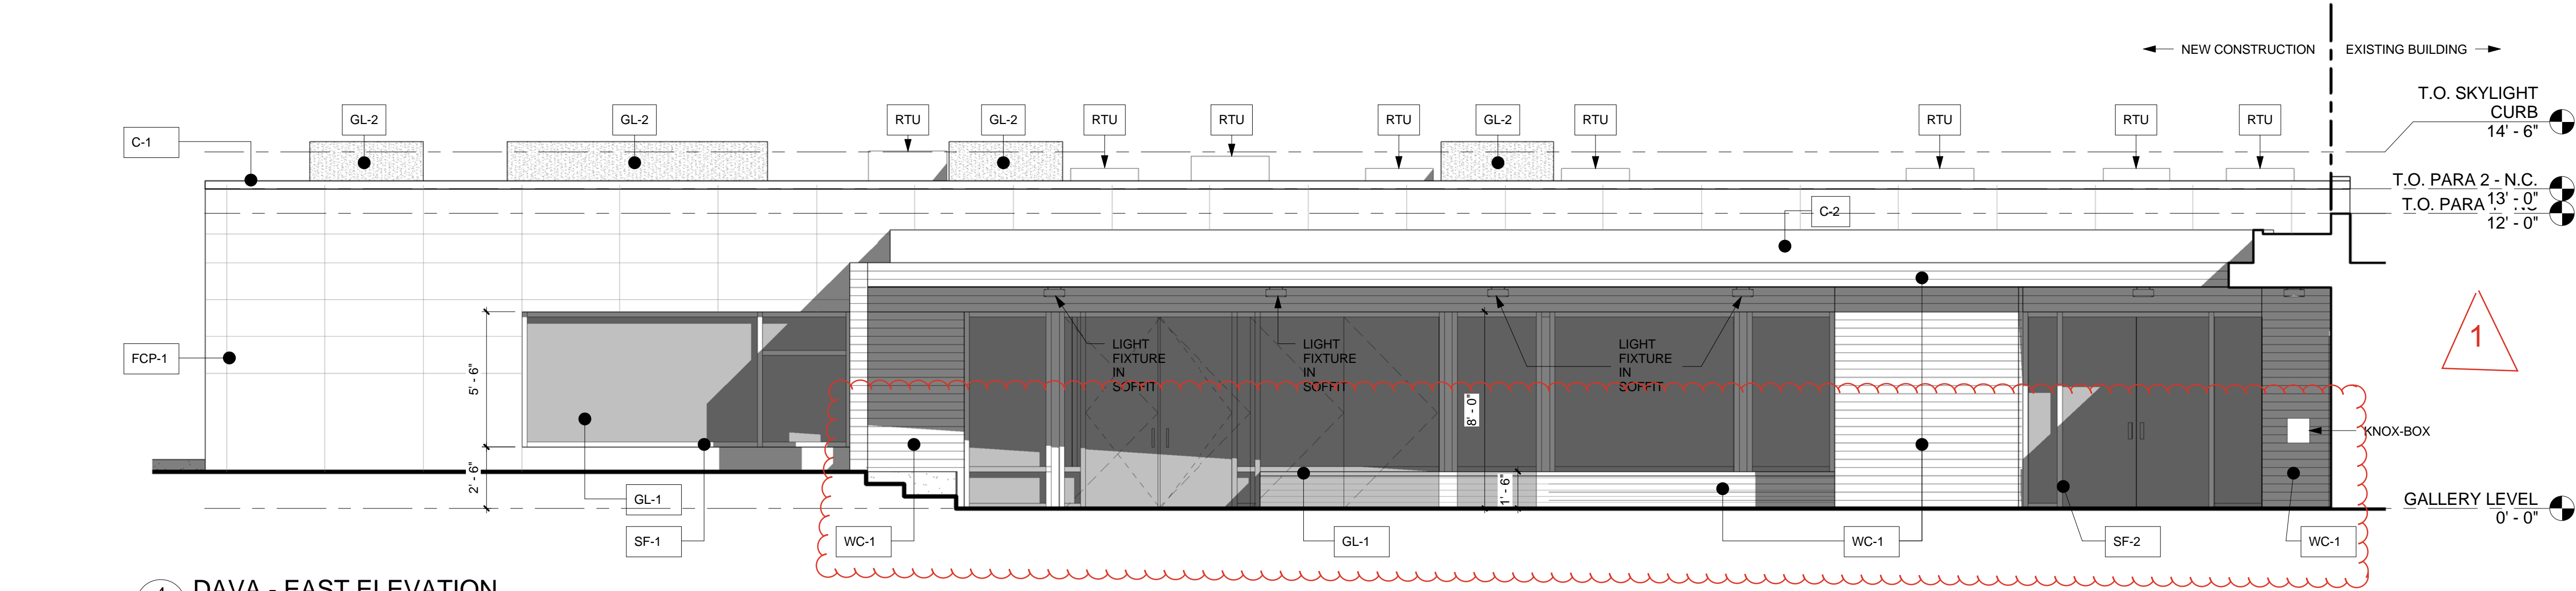 NEW CONSTRUCTION
EXISTING BUILDING
T.O. SKYLIGHT
CURB
14' - 6"
GL-2
GL-2
RTU
GL-2
RTU
RTU
RTU
GL-2
RTU
RTU
RTU
RTU
C-1
T.O. PARA 2 - N.C.
13' - 0"
T.O. PARA
12' - 0"
C-2
1
LIGHT
FIXTURE
IN
SOFFIT
LIGHT
FIXTURE
IN
SOFFIT
LIGHT
FIXTURE
IN
SOFFIT
FCP-1
5' - 6"
8' - 0"
KNOX-BOX
2' - 6"
1' - 6"
GL-1
GALLERY LEVEL
0' - 0"
SF-1
WC-1
GL-1
WC-1
SF-2
WC-1
DAVA - EAST ELEVATION